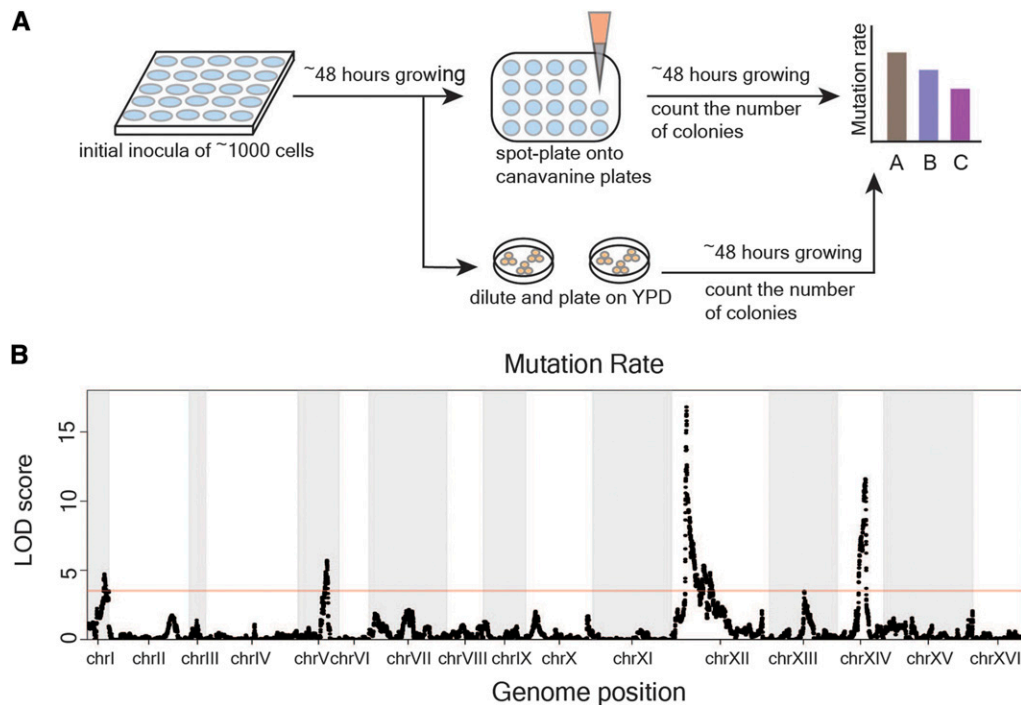 A
~48 hours growing
~48 hours growing
Mutation rate
initial inocula of ~1000 cells
spot-plate onto
canavanine plates
count the number
of colonies
A B C
~48 hours growing
dilute and plate on YPD
count the number
of colonies
B
Mutation Rate
LOD score
15
10
5
0
chrI chrII chrIII chrIV chrV chrVI chrVII chrVIII chrIX chrX chrXI chrXII chrXIII chrXIV chrXV chrXVI
Genome position